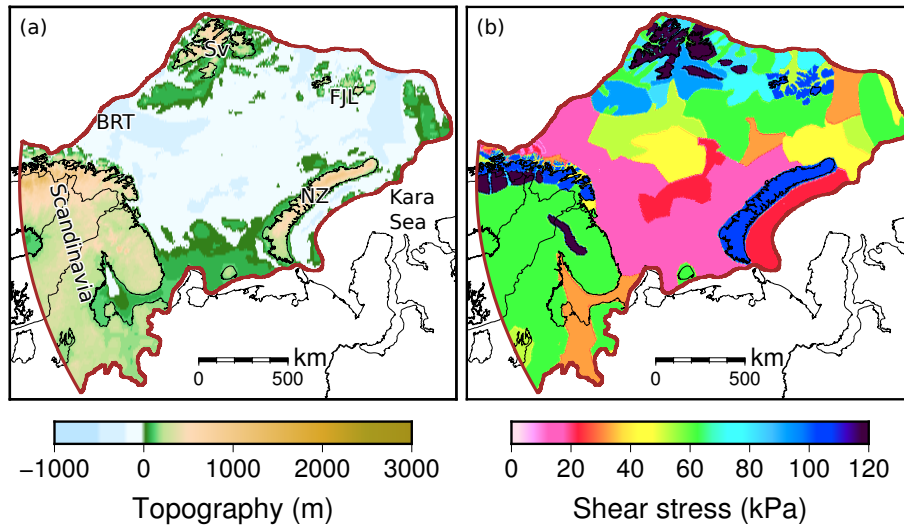 (a)
Sv
FJL
BRT
NZ
Kara
Sea
Scandinavia
km
0 500
−1000 0 1000 2000 3000
Topography (m)
(b)
km
0 500
0 20 40 60 80 100 120
Shear stress (kPa)